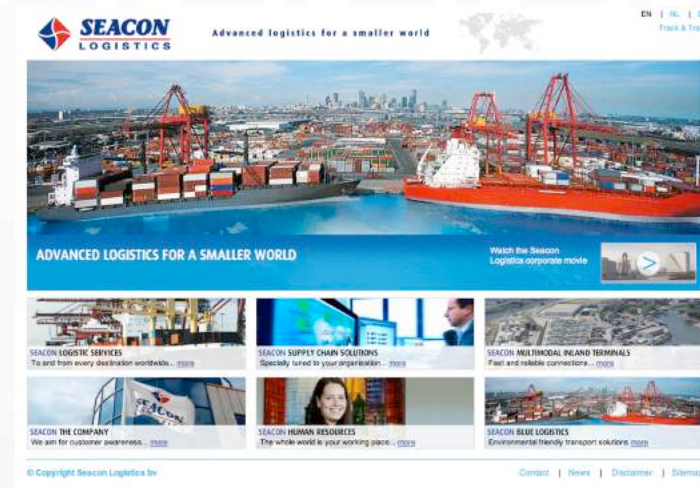 SEACON
LOGISTICS
Advanced logistics for a smaller world
EN | NL |
Track &
ADVANCED LOGISTICS FOR A SMALLER WORLD
Watch the Seacon
Logistics corporate movie
SEACON LOGISTIC SERVICES
To and from every destination worldwide... more
SEACON SUPPLY CHAIN SOLUTIONS
Specially tuned to your organisation... more
SEACON MULTIMODAL INLAND TERMINALS
Fast and reliable connections... more
SEACON
SEACON THE COMPANY
We aim for customer awareness... more
SEACON HUMAN RESOURCES
The whole world is your working place... more
SEACON BLUE LOGISTICS
Environmental friendly transport solutions more
© Copyright Seacon Logistics bv
Contact | News | Disclaimer |